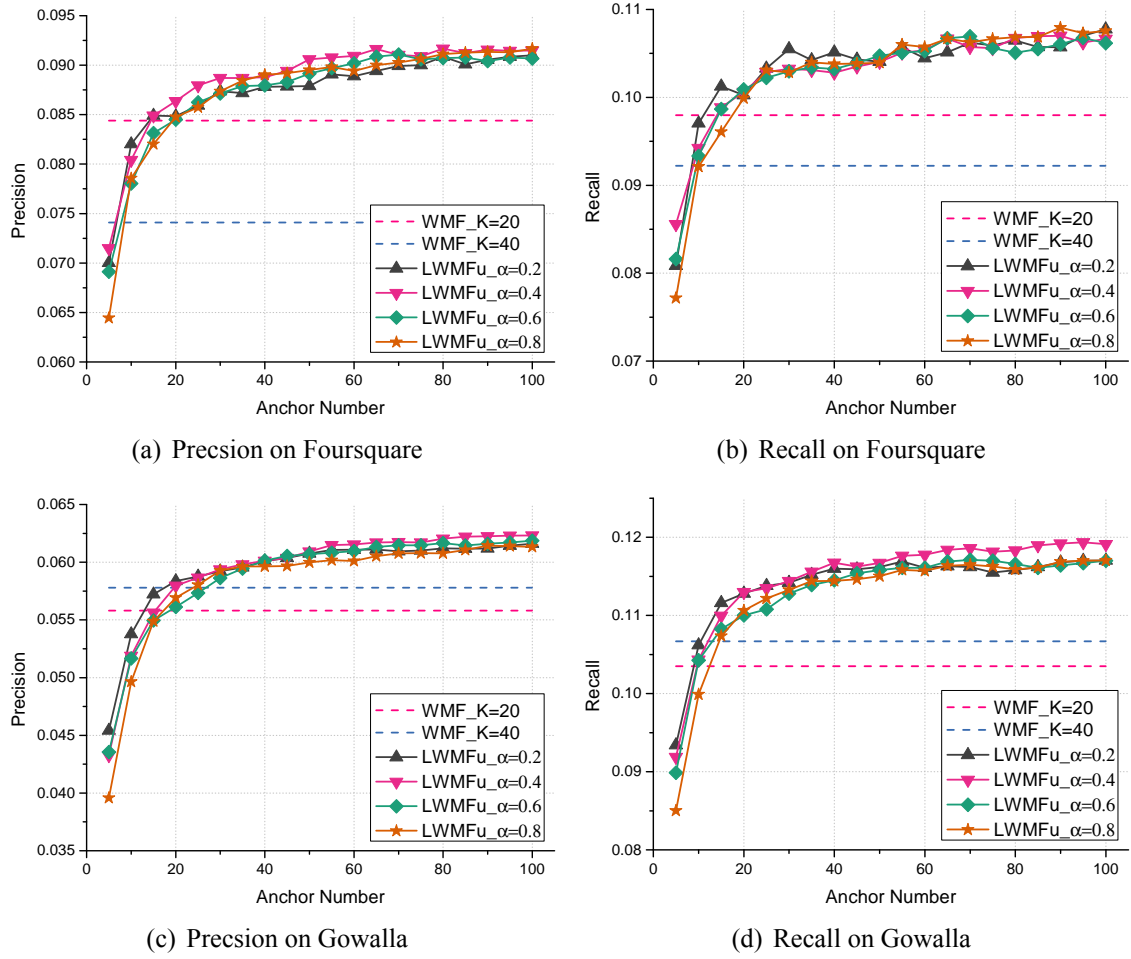 0.095
0.090
0.085
0.080
0.075
0.070
0.065
0.060
Precision
0 20 40 60 80 100
Anchor Number
WMF_K=20
WMF_K=40
LWMFu_α=0.2
LWMFu_α=0.4
LWMFu_α=0.6
LWMFu_α=0.8
(a) Precsion on Foursquare
0.11
0.10
0.09
0.08
0.07
Recall
0 20 40 60 80 100
Anchor Number
WMF_K=20
WMF_K=40
LWMFu_α=0.2
LWMFu_α=0.4
LWMFu_α=0.6
LWMFu_α=0.8
(b) Recall on Foursquare
0.065
0.060
0.055
0.050
0.045
0.040
0.035
Precision
0 20 40 60 80 100
Anchor Number
WMF_K=20
WMF_K=40
LWMFu_α=0.2
LWMFu_α=0.4
LWMFu_α=0.6
LWMFu_α=0.8
(c) Precsion on Gowalla
0.12
0.11
0.10
0.09
0.08
Recall
0 20 40 60 80 100
Anchor Number
WMF_K=20
WMF_K=40
LWMFu_α=0.2
LWMFu_α=0.4
LWMFu_α=0.6
LWMFu_α=0.8
(d) Recall on Gowalla